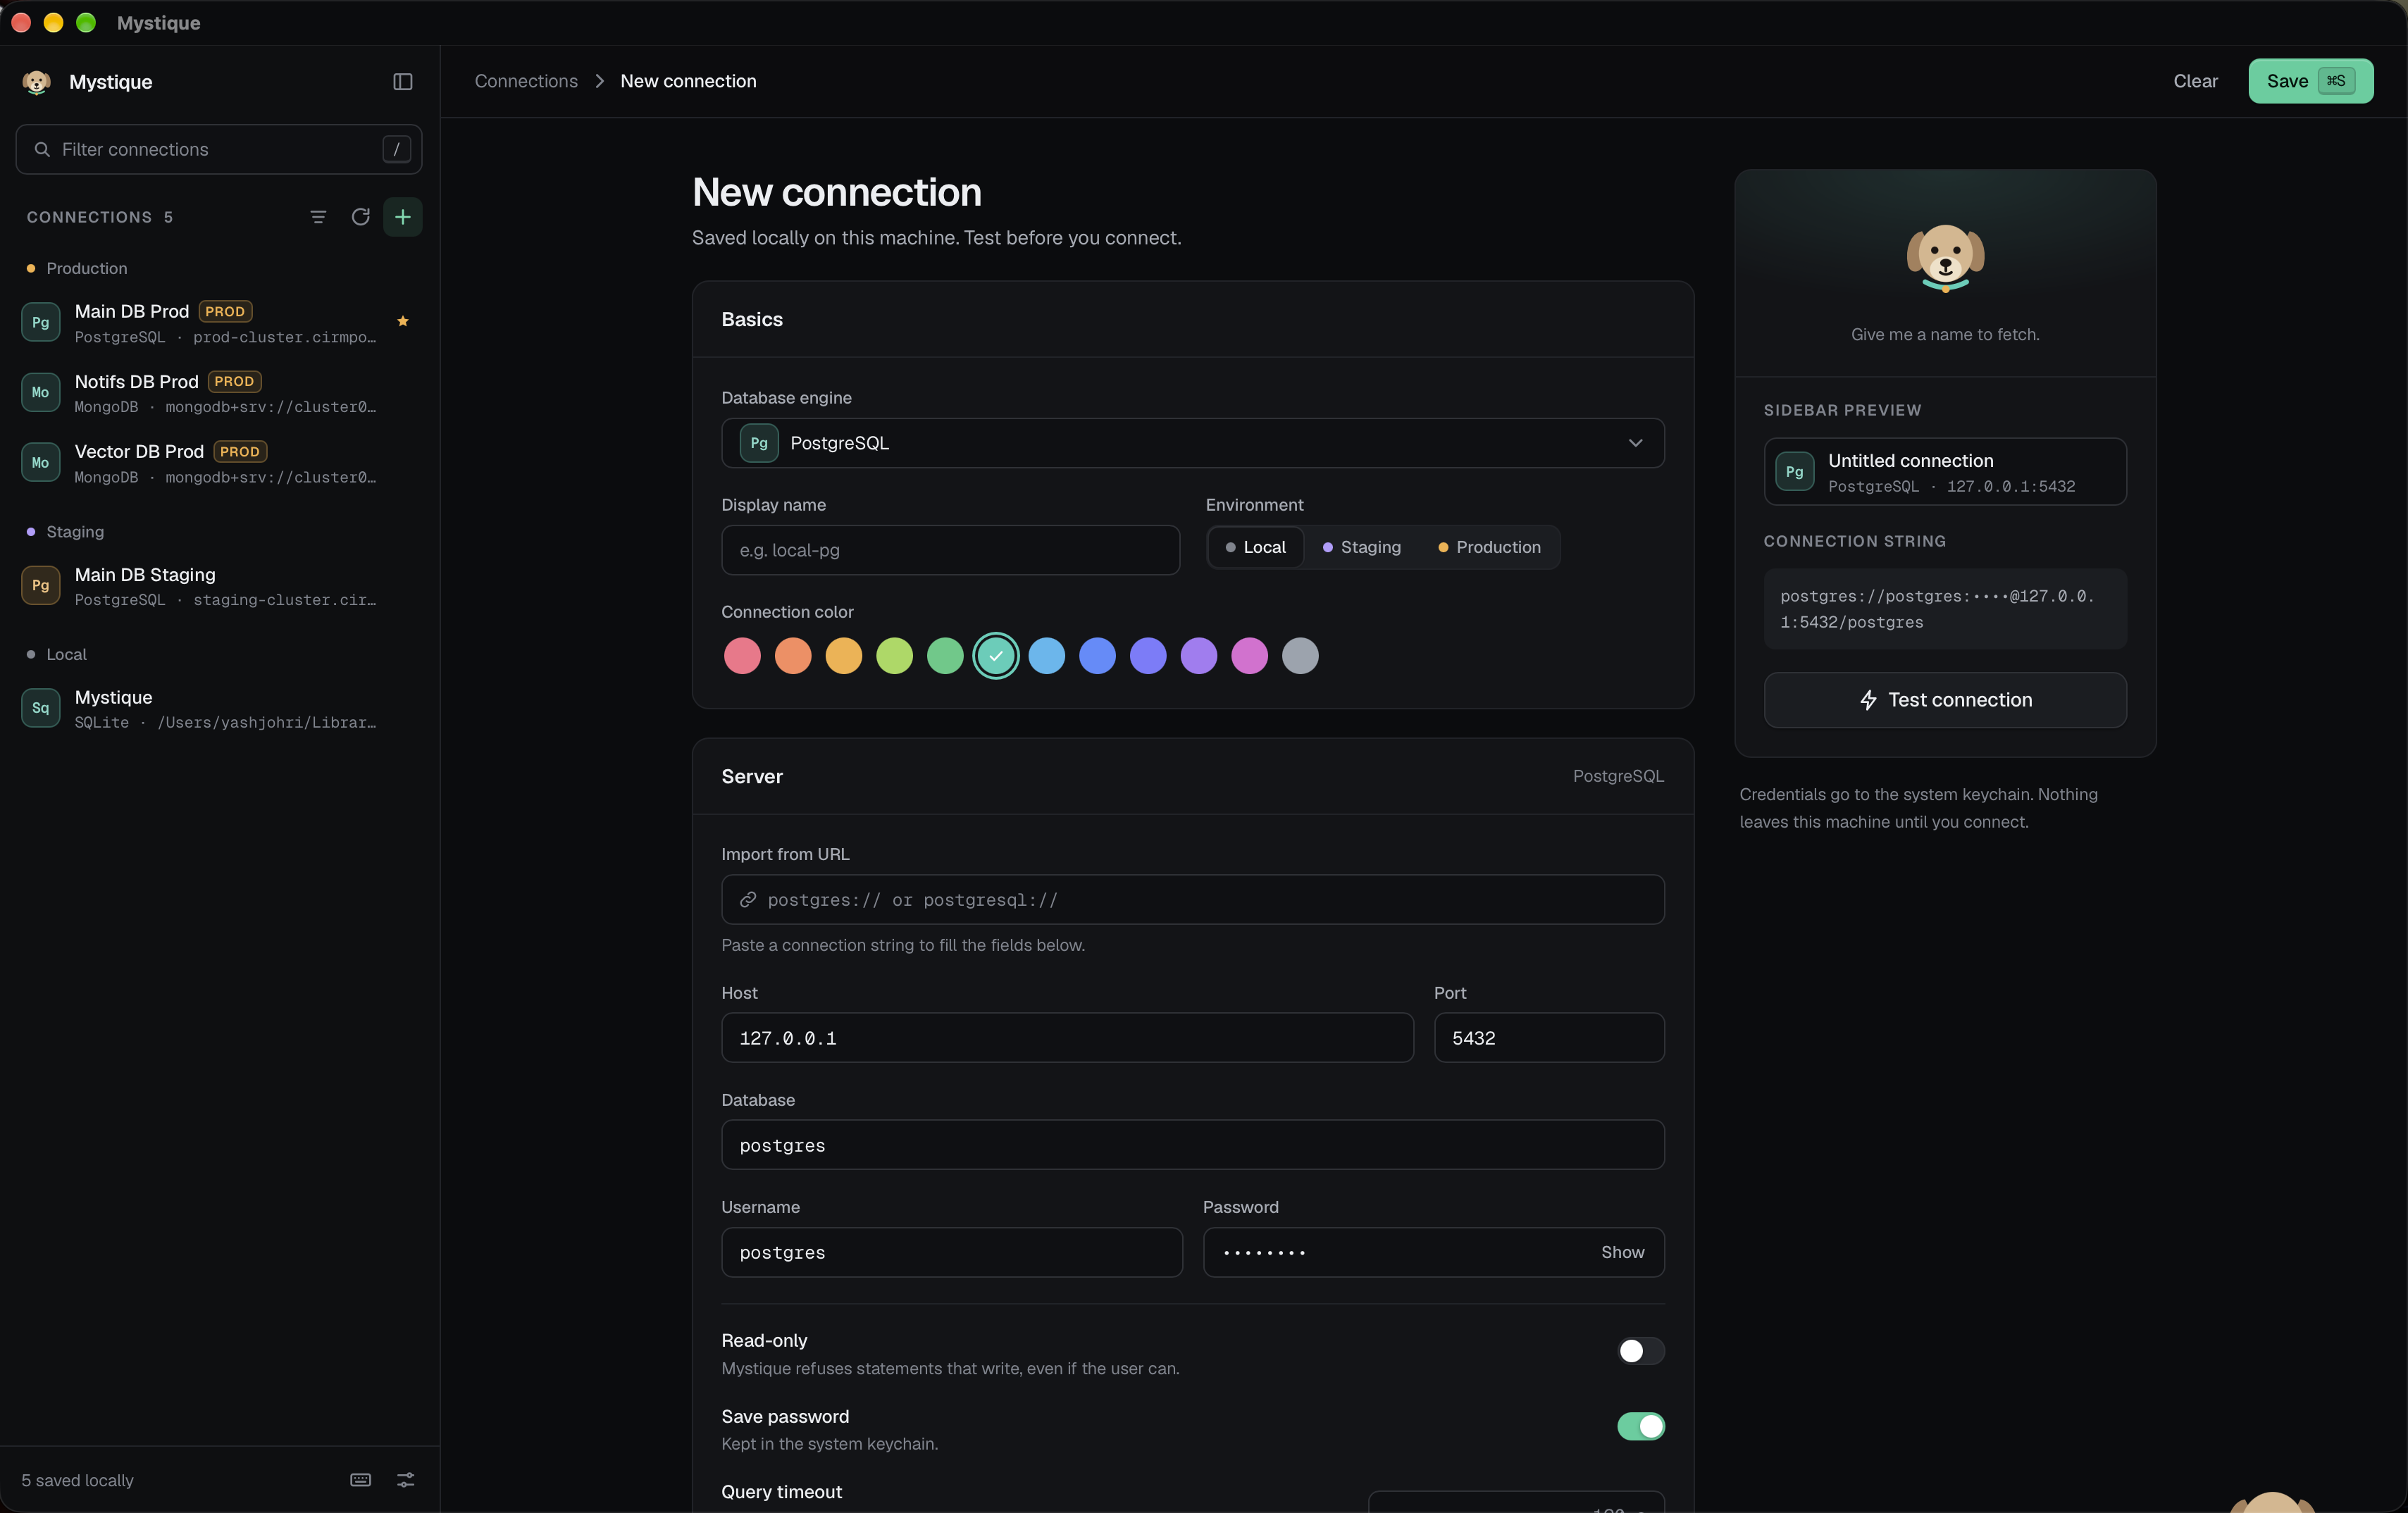 Mystique
Mystique
Filter connections /
CONNECTIONS 5
Production
Pg Main DB Prod PROD
PostgreSQL · prod-cluster.cirmpo…
Mo Notifs DB Prod PROD
MongoDB · mongodb+srv://cluster0…
Mo Vector DB Prod PROD
MongoDB · mongodb+srv://cluster0…
Staging
Pg Main DB Staging
PostgreSQL · staging-cluster.cir…
Local
Sq Mystique
SQLite · /Users/yashjohri/Librar…
5 saved locally
Connections > New connection
Clear
Save ⌘S
New connection
Saved locally on this machine. Test before you connect.
Basics
Database engine
Pg PostgreSQL
Display name
e.g. local-pg
Environment
Local Staging Production
Connection color
Server PostgreSQL
Import from URL
postgres:// or postgresql://
Paste a connection string to fill the fields below.
Host
127.0.0.1
Port
5432
Database
postgres
Username
postgres
Password
•••••••• Show
Read-only
Mystique refuses statements that write, even if the user can.
Save password
Kept in the system keychain.
Query timeout
Give me a name to fetch.
SIDEBAR PREVIEW
Pg Untitled connection
PostgreSQL · 127.0.0.1:5432
CONNECTION STRING
postgres://postgres:••••@127.0.0.
1:5432/postgres
Test connection
Credentials go to the system keychain. Nothing
leaves this machine until you connect.